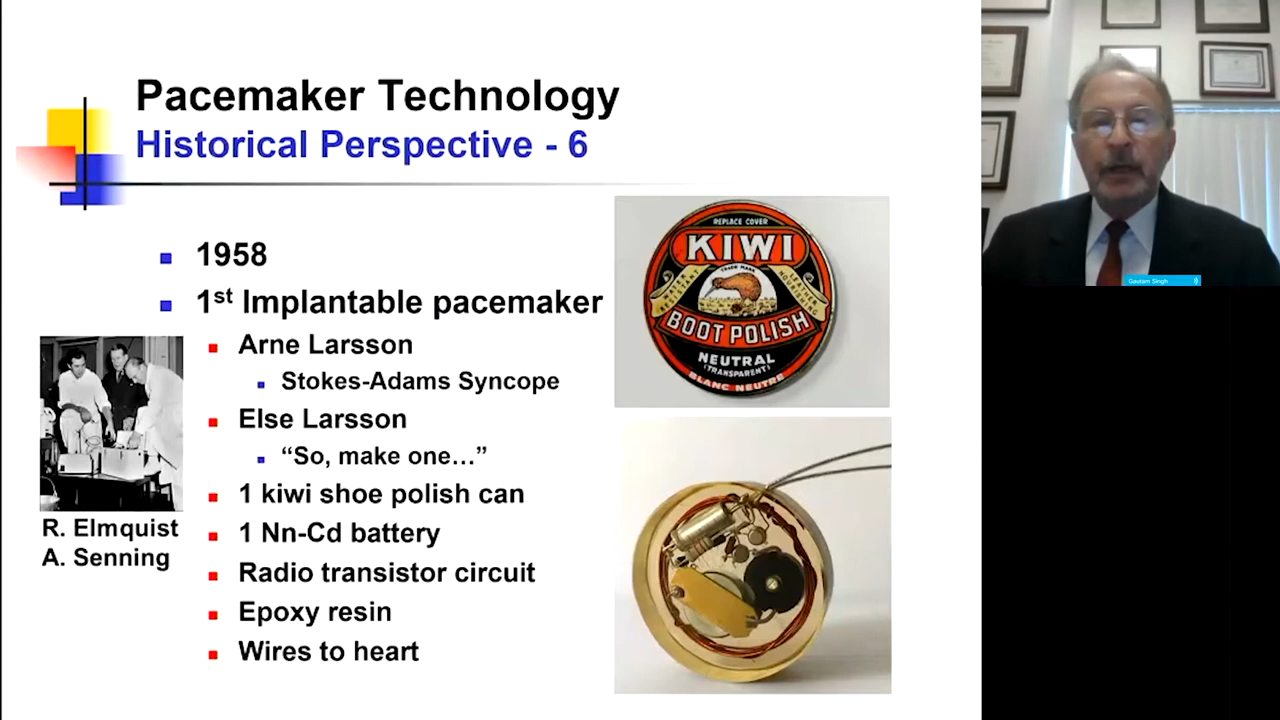 Pacemaker Technology
Historical Perspective - 6
1958
1st Implantable pacemaker
Arne Larsson
Stokes-Adams Syncope
Else Larsson
“So, make one…”
1 kiwi shoe polish can
1 Nn-Cd battery
Radio transistor circuit
Epoxy resin
Wires to heart
R. Elmquist
A. Senning
REPLACE COVER
KIWI
TRADE MARK
BOOT POLISH
NEUTRAL
(TRANSPARENT)
BLANC NEUTRE
Gautam Singh